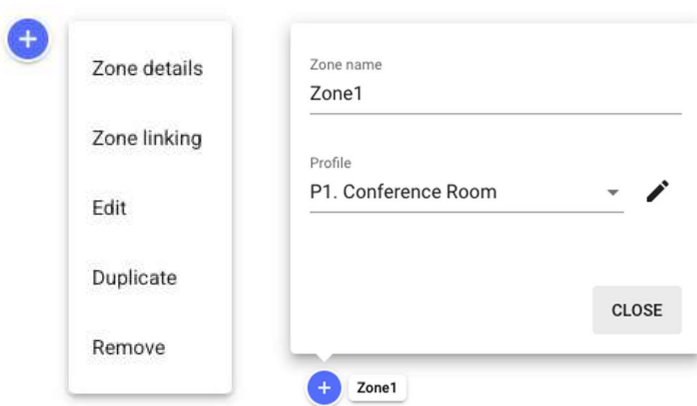 Zone details
Zone linking
Edit
Duplicate
Remove
Zone name
Zone1
Profile
P1. Conference Room
CLOSE
Zone1